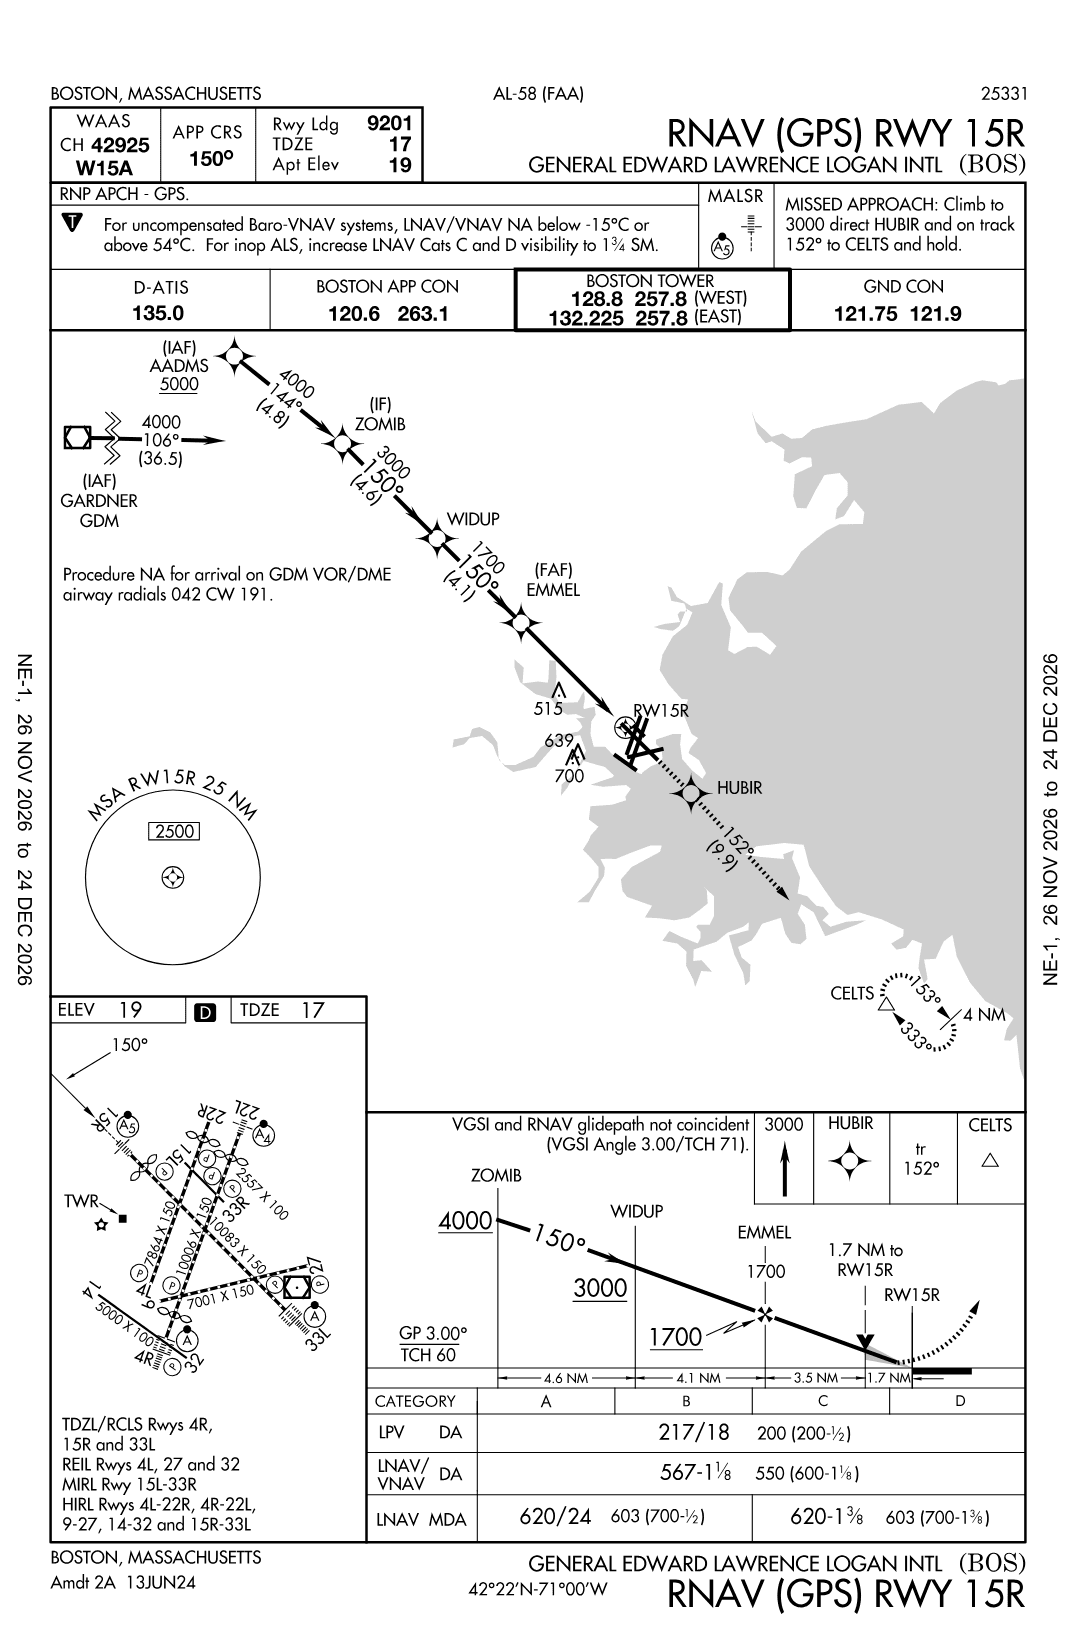 BOSTON, MASSACHUSETTS
AL-58 (FAA)
25331
WAAS
CH 42925
W15A
APP CRS
150°
Rwy Ldg 9201
TDZE 17
Apt Elev 19
RNAV (GPS) RWY 15R
GENERAL EDWARD LAWRENCE LOGAN INTL (BOS)
RNP APCH - GPS.
T
For uncompensated Baro-VNAV systems, LNAV/VNAV NA below -15°C or
above 54°C. For inop ALS, increase LNAV Cats C and D visibility to 1¾ SM.
MALSR
A5
MISSED APPROACH: Climb to
3000 direct HUBIR and on track
152° to CELTS and hold.
D-ATIS
135.0
BOSTON APP CON
120.6 263.1
BOSTON TOWER
128.8 257.8 (WEST)
132.225 257.8 (EAST)
GND CON
121.75 121.9
(IAF)
AADMS
5000
4000
144°
(4.8)
(IF)
ZOMIB
4000
106°
(36.5)
(IAF)
GARDNER
GDM
3000
150°
(4.6)
WIDUP
1700
150°
(4.1)
(FAF)
EMMEL
Procedure NA for arrival on GDM VOR/DME
airway radials 042 CW 191.
515
RW15R
639
700
HUBIR
152°
(9.9)
MSA RW15R 25 NM
2500
CELTS
153°
4 NM
333°
NE-1, 26 NOV 2026 to 24 DEC 2026
NE-1, 26 NOV 2026 to 24 DEC 2026
ELEV 19
D
TDZE 17
150°
15R
A5
22R
22L
A4
15L
P
P
P
P
2557 X 100
33R
TWR
7864 X 150
10006 X 150
10083 X 150
P
P
4L
9
7001 X 150
P
27
P
14
5000 X 100
4R
A
P
32
A
33L
TDZL/RCLS Rwys 4R,
15R and 33L
REIL Rwys 4L, 27 and 32
MIRL Rwy 15L-33R
HIRL Rwys 4L-22R, 4R-22L,
9-27, 14-32 and 15R-33L
VGSI and RNAV glidepath not coincident
(VGSI Angle 3.00/TCH 71).
3000
HUBIR
tr
152°
CELTS
ZOMIB
4000
150°
WIDUP
3000
EMMEL
1700
1700
1.7 NM to
RW15R
RW15R
GP 3.00°
TCH 60
4.6 NM
4.1 NM
3.5 NM
1.7 NM
CATEGORY A B C D
LPV DA 217/18 200 (200-½)
LNAV/
VNAV DA 567-1⅛ 550 (600-1⅛)
LNAV MDA 620/24 603 (700-½) 620-1⅜ 603 (700-1⅜)
BOSTON, MASSACHUSETTS
Amdt 2A 13JUN24
42°22'N-71°00'W
GENERAL EDWARD LAWRENCE LOGAN INTL (BOS)
RNAV (GPS) RWY 15R